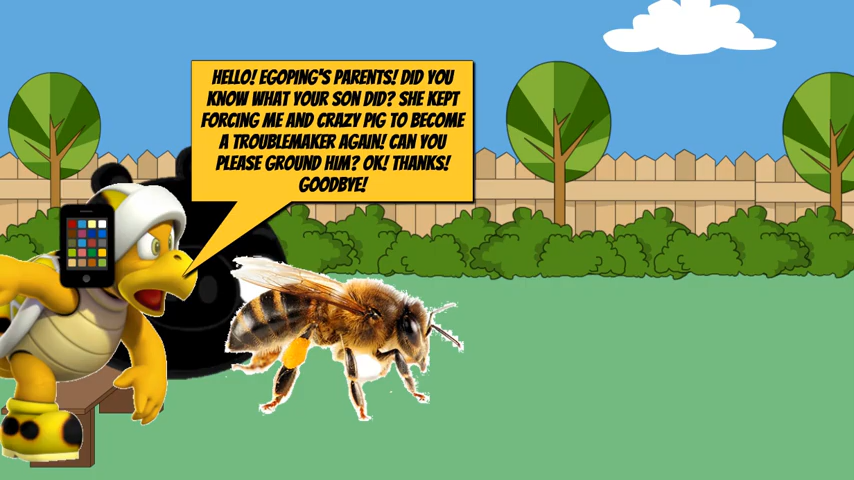 HELLO! EGOPING'S PARENTS! DID YOU
KNOW WHAT YOUR SON DID? SHE KEPT
FORCING ME AND CRAZY PIG TO BECOME
A TROUBLEMAKER AGAIN! CAN YOU
PLEASE GROUND HIM? OK! THANKS!
GOODBYE!